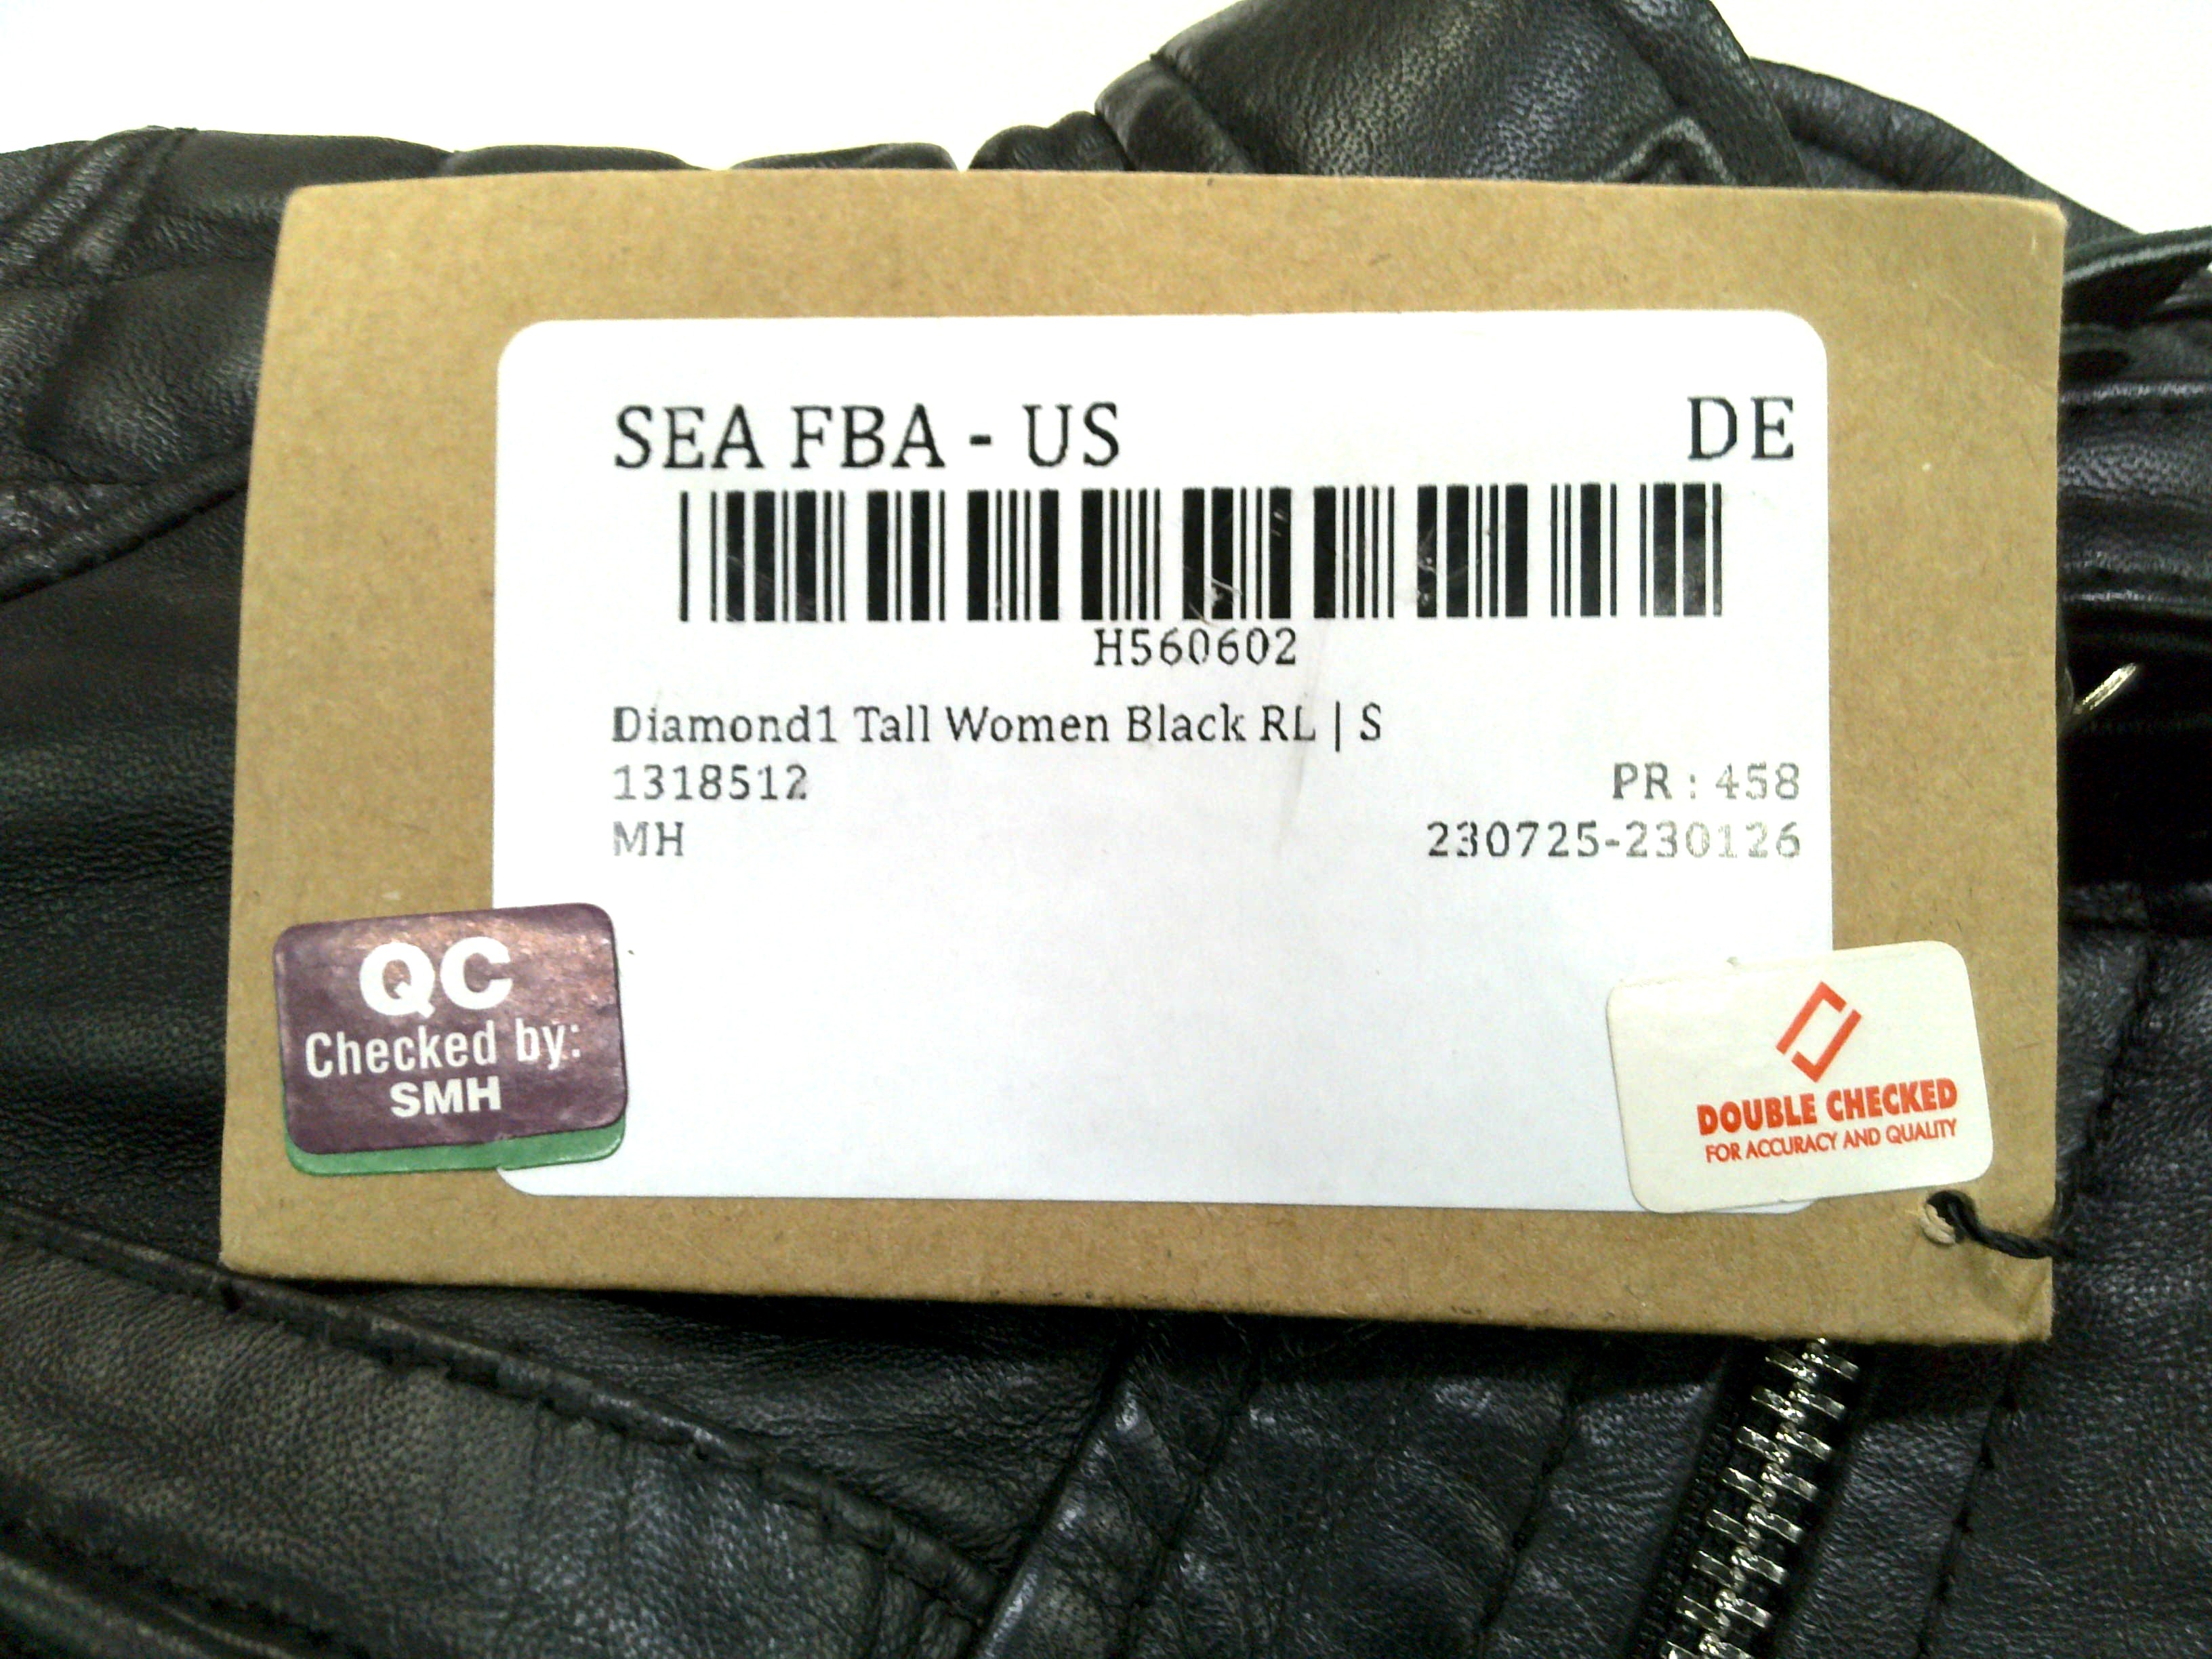 SEA FBA - US DE
H560602
Diamond1 Tall Women Black RL | S
1318512 PR : 458
MH 230725-230126
QC
Checked by:
SMH
DOUBLE CHECKED
FOR ACCURACY AND QUALITY